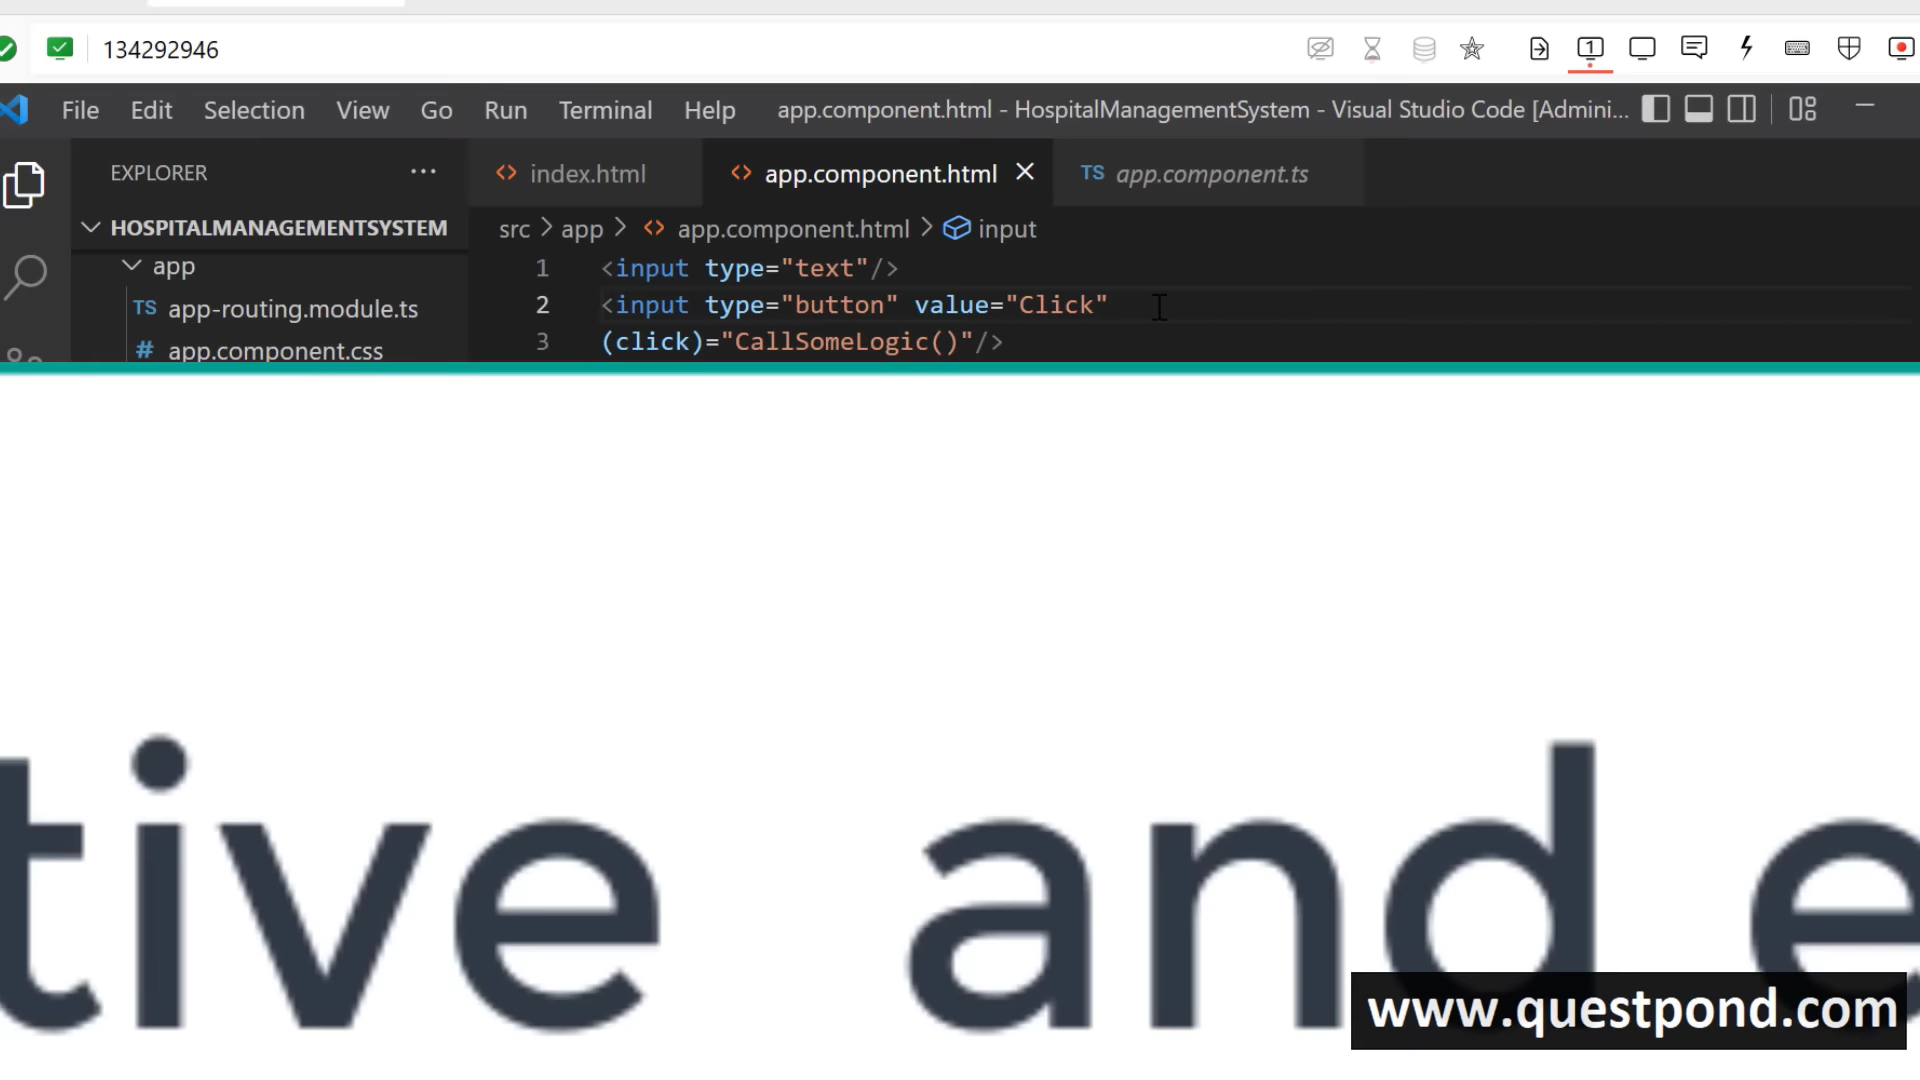 134292946
File Edit Selection View Go Run Terminal Help app.component.html - HospitalManagementSystem - Visual Studio Code [Admini...
EXPLORER ... index.html app.component.html TS app.component.ts
HOSPITALMANAGEMENTSYSTEM src > app > app.component.html > input
app
TS app-routing.module.ts
# app.component.css
1 <input type="text"/>
2 <input type="button" value="Click"
3 (click)="CallSomeLogic()"/>
tive and e
www.questpond.com